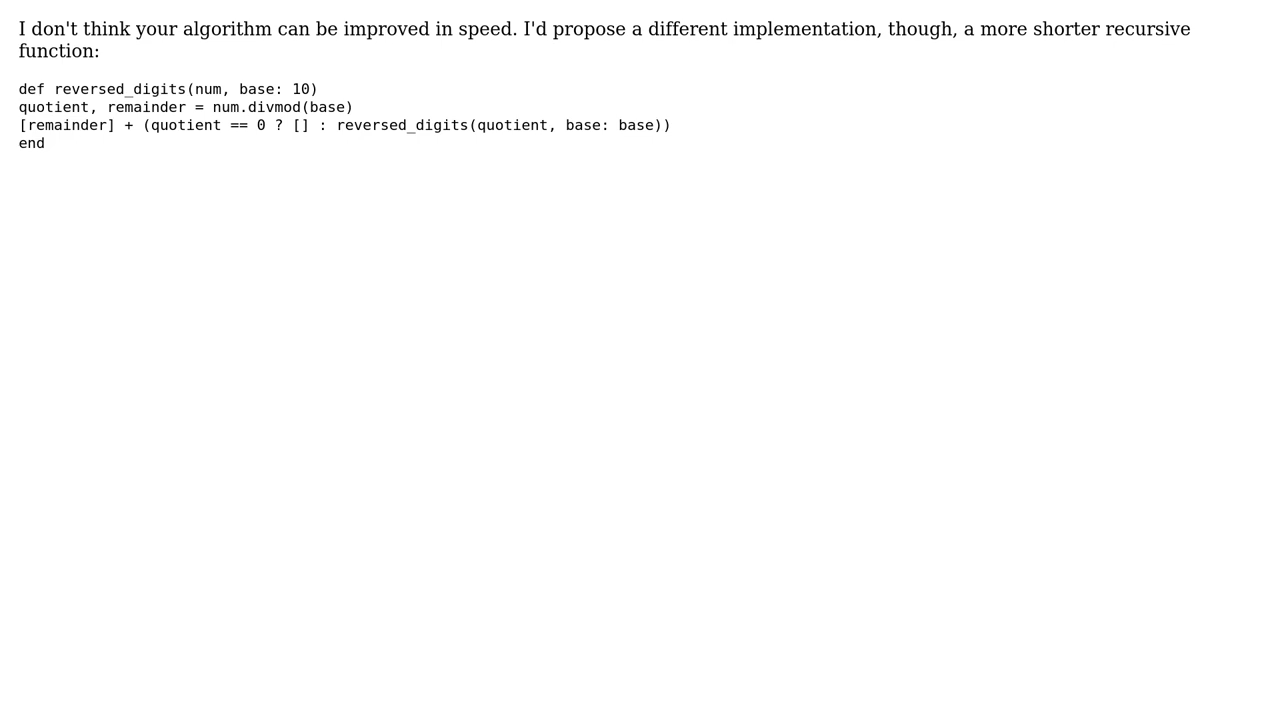 I don't think your algorithm can be improved in speed. I'd propose a different implementation, though, a more shorter recursive
function:
def reversed_digits(num, base: 10)
quotient, remainder = num.divmod(base)
[remainder] + (quotient == 0 ? [] : reversed_digits(quotient, base: base))
end